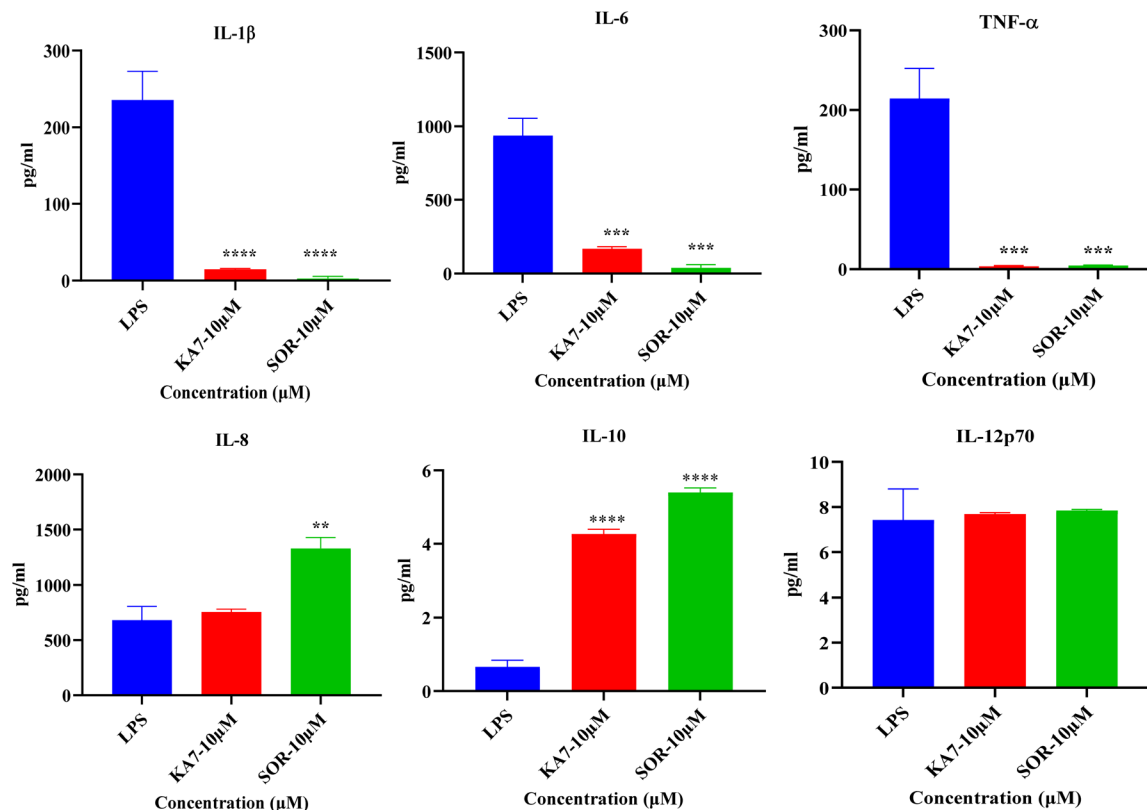 IL-1β
300
200
100
0
pg/ml
****
****
LPS
KA7-10μM
SOR-10μM
Concentration (μM)
IL-6
1500
1000
500
0
pg/ml
***
***
LPS
KA7-10μM
SOR-10μM
Concentration (μM)
TNF-α
300
200
100
0
pg/ml
***
***
LPS
KA7-10μM
SOR-10μM
Concentration (μM)
IL-8
2000
1500
1000
500
0
pg/ml
**
LPS
KA7-10μM
SOR-10μM
Concentration (μM)
IL-10
6
4
2
0
pg/ml
****
****
LPS
KA7-10μM
SOR-10μM
Concentration (μM)
IL-12p70
10
8
6
4
2
0
pg/ml
LPS
KA7-10μM
SOR-10μM
Concentration (μM)